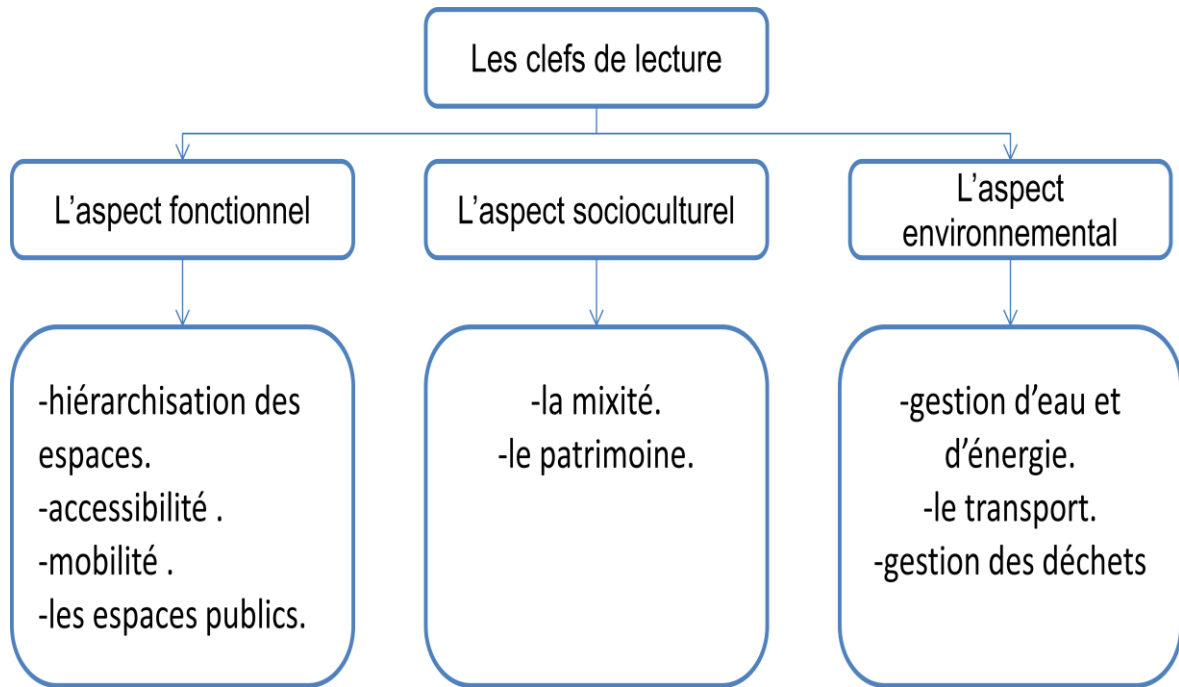 Les clefs de lecture
L'aspect fonctionnel
L'aspect socioculturel
L'aspect
environnemental
-hiérarchisation des
espaces.
-accessibilité .
-mobilité .
-les espaces publics.
-la mixité.
-le patrimoine.
-gestion d'eau et
d'énergie.
-le transport.
-gestion des déchets